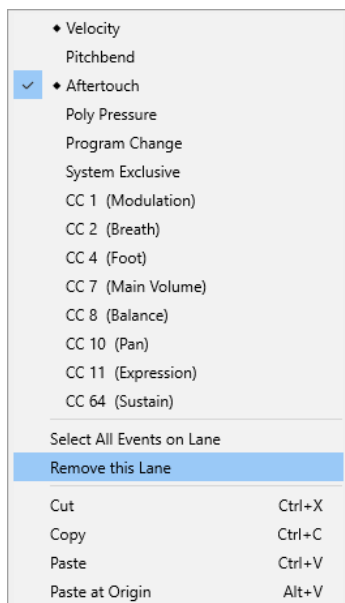 ◆ Velocity
Pitchbend
✓ ◆ Aftertouch
Poly Pressure
Program Change
System Exclusive
CC 1 (Modulation)
CC 2 (Breath)
CC 4 (Foot)
CC 7 (Main Volume)
CC 8 (Balance)
CC 10 (Pan)
CC 11 (Expression)
CC 64 (Sustain)
Select All Events on Lane
Remove this Lane
Cut Ctrl+X
Copy Ctrl+C
Paste Ctrl+V
Paste at Origin Alt+V